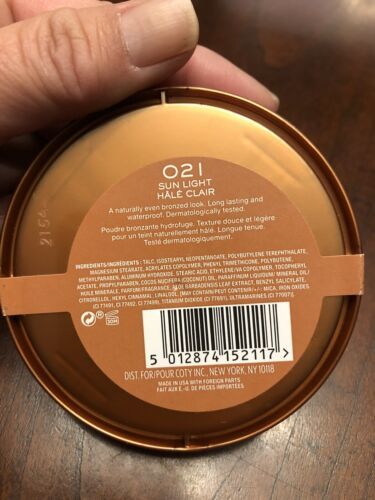 021
SUN LIGHT
HÂLÉ CLAIR
A naturally even bronzed look. Long lasting and
waterproof. Dermatologically tested.
Poudre bronzante hydrofuge. Texture douce et légère
pour un teint naturellement hâlé. Longue tenue.
Testé dermatologiquement.
INGREDIENTS/INGRÉDIENTS: TALC, ISOSTEARYL NEOPENTANOATE, POLYBUTYLENE TEREPHTHALATE,
MAGNESIUM STEARATE, ACRYLATES COPOLYMER, PHENYL TRIMETHICONE, POLYBUTENE,
METHYLPARABEN, ALUMINUM HYDROXIDE, STEARIC ACID, ETHYLENE/VA COPOLYMER, TOCOPHERYL
ACETATE, PROPYLPARABEN, COCOS NUCIFERA (COCONUT) OIL, PARAFFINUM LIQUIDUM/ MINERAL OIL/
HUILE MINERALE, PARFUM/FRAGRANCE, ALOE BARBADENSIS LEAF EXTRACT, BENZYL SALICYLATE,
CITRONELLOL, HEXYL CINNAMAL, LINALOOL. [MAY CONTAIN/PEUT CONTENIR/+/-: MICA, IRON OXIDES
(CI 77491, CI 77492, CI 77499), TITANIUM DIOXIDE (CI 77891), ULTRAMARINES (CI 77007)].
30M
5 012874 152117 >
DIST. FOR/POUR COTY INC., NEW YORK, NY 10118
MADE IN USA WITH FOREIGN PARTS
FAIT AUX É.-U. DE PIÈCES IMPORTÉES